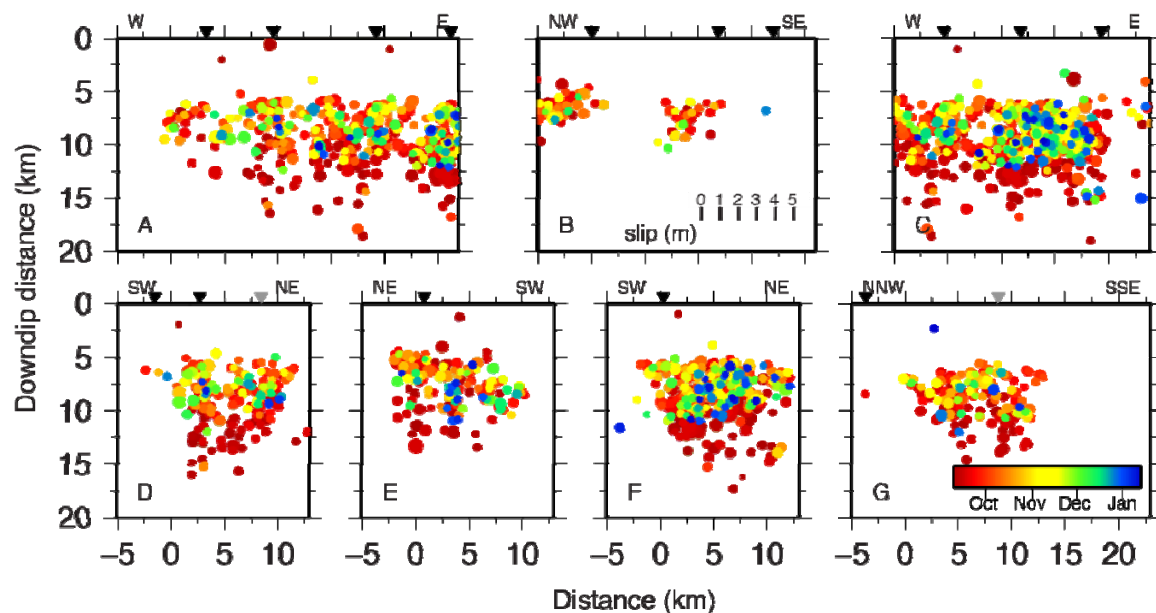 W E NW SE W E
0 5 10 15 20
A
B
0 1 2 3 4 5
slip (m)
C
SW NE NE SW SW NE NNW SSE
0 5 10 15 20
D E F G
Oct Nov Dec Jan
−5 0 5 10 −5 0 5 10 −5 0 5 10 −5 0 5 10 15 20
Downdip distance (km)
Distance (km)